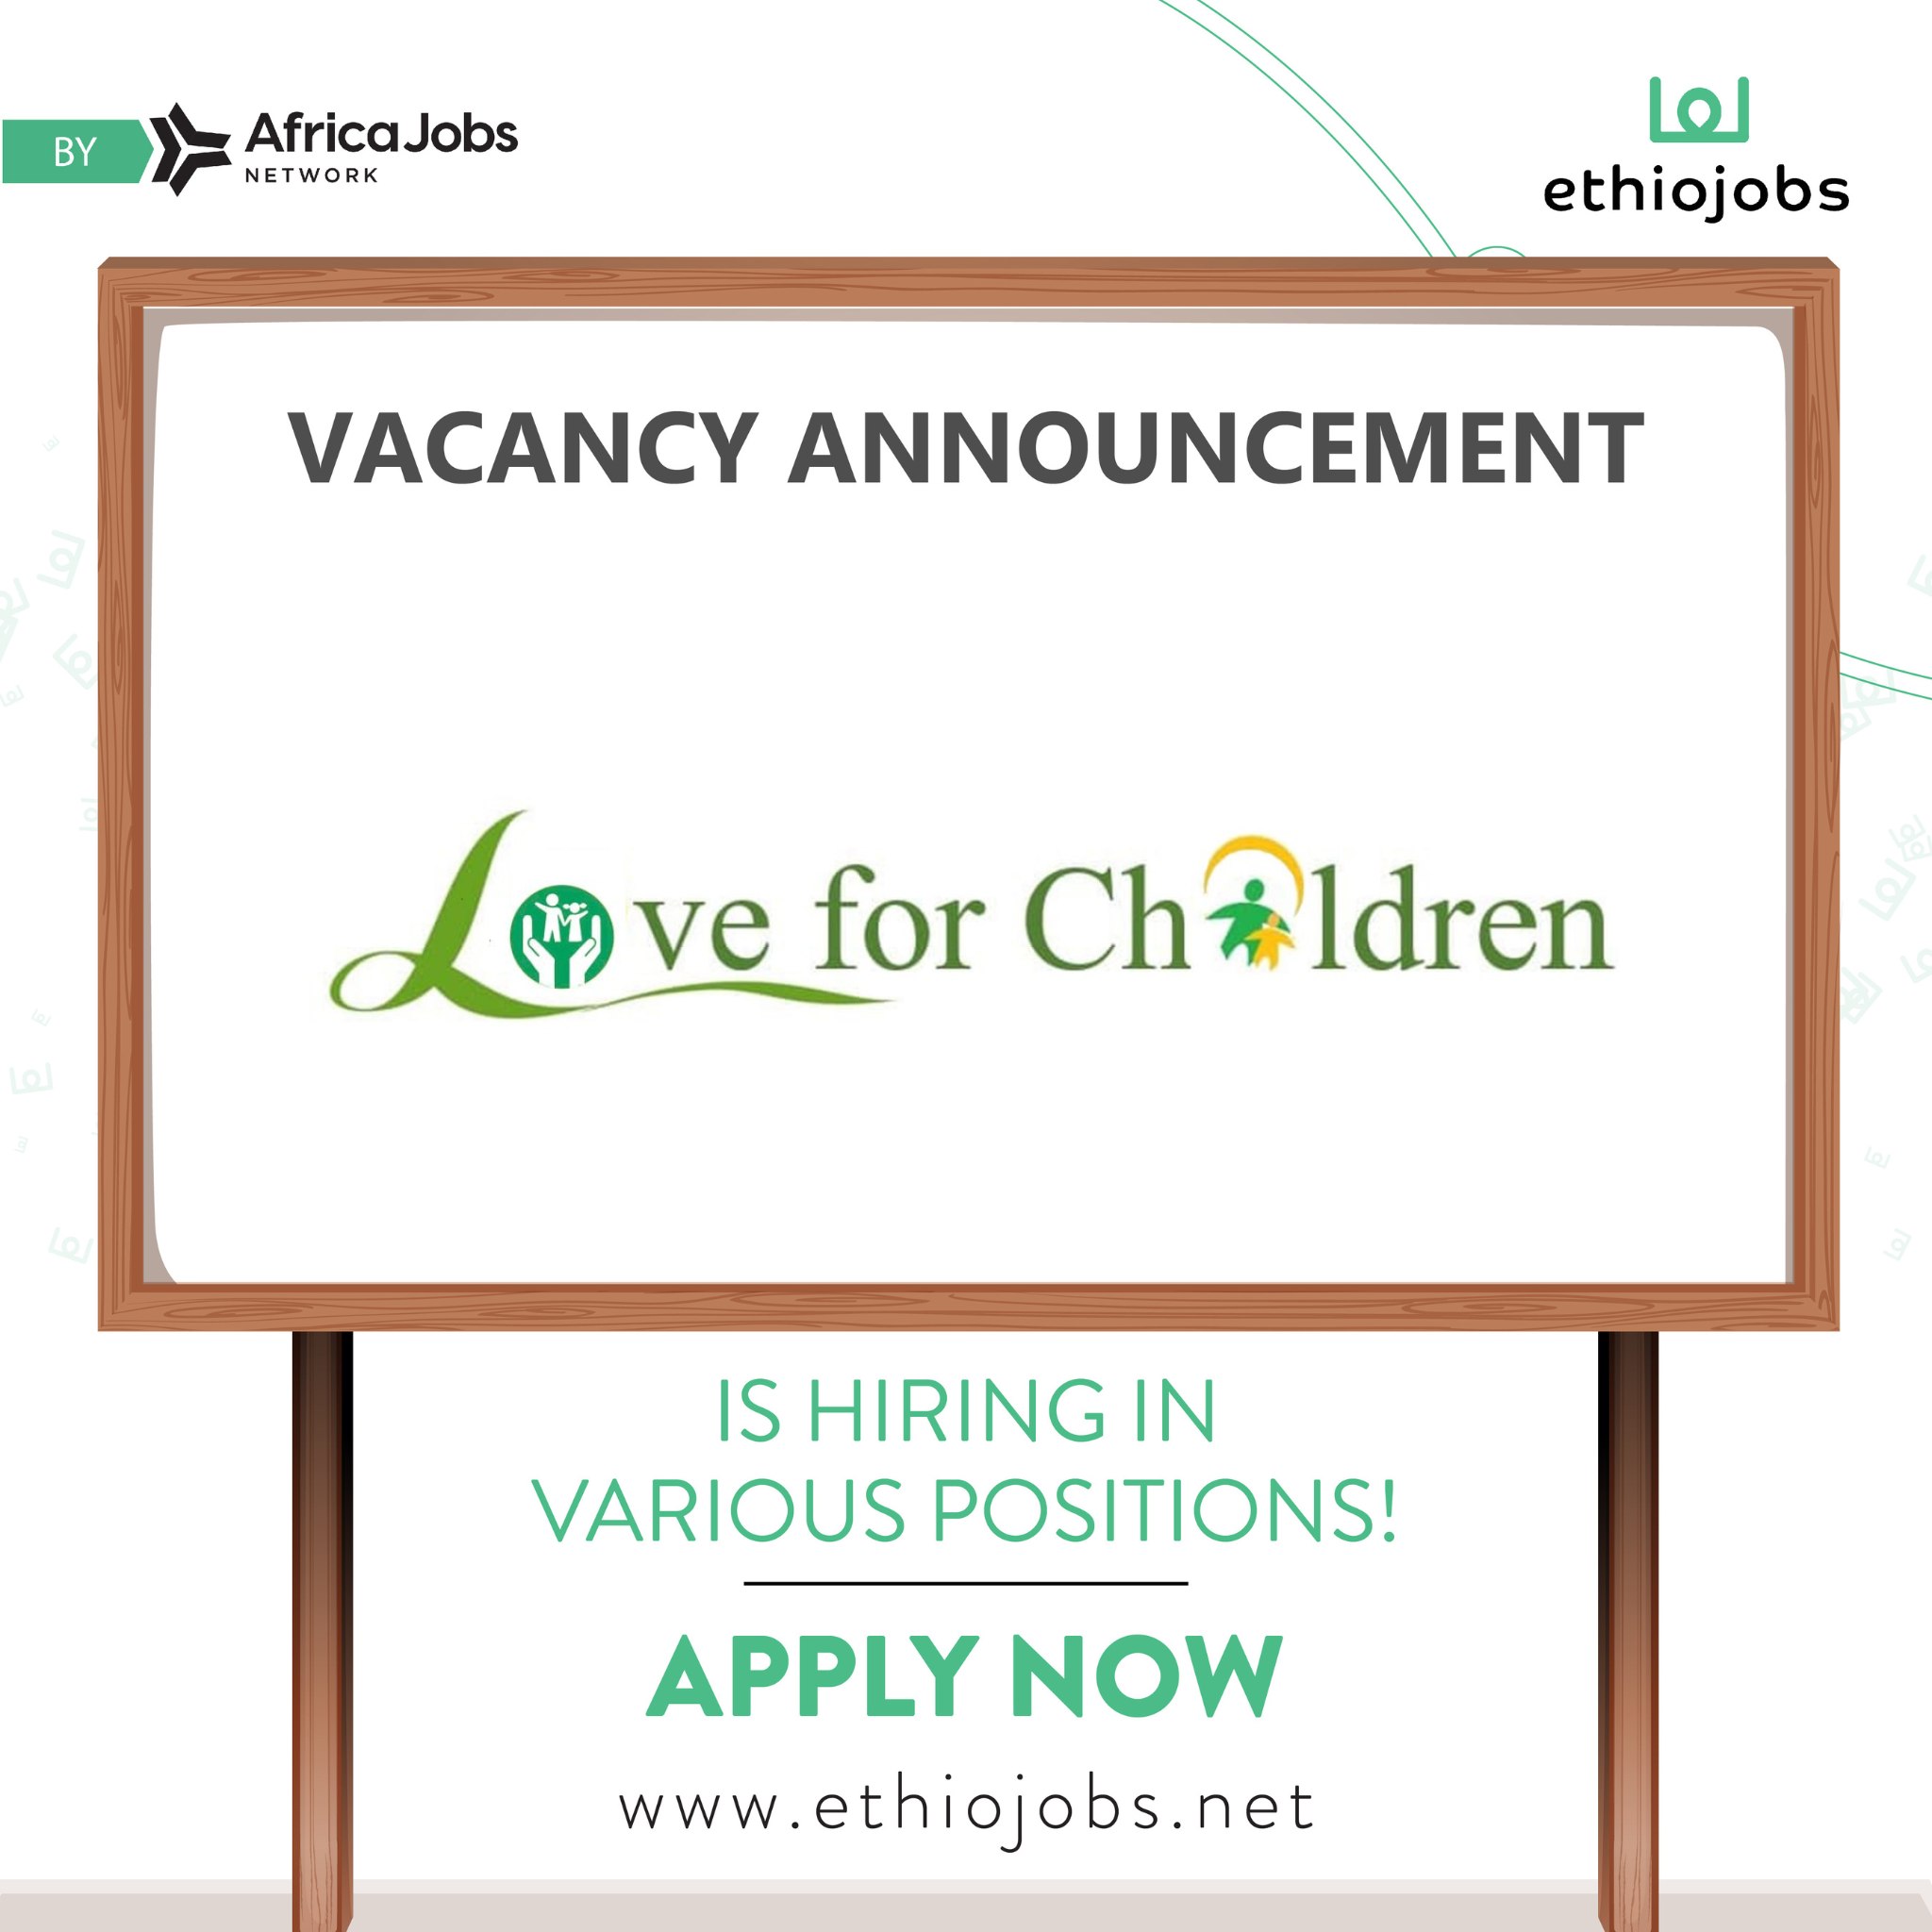 BY
AfricaJobs
NETWORK
ethiojobs
VACANCY ANNOUNCEMENT
Love for Children
IS HIRING IN
VARIOUS POSITIONS!
APPLY NOW
www.ethiojobs.net